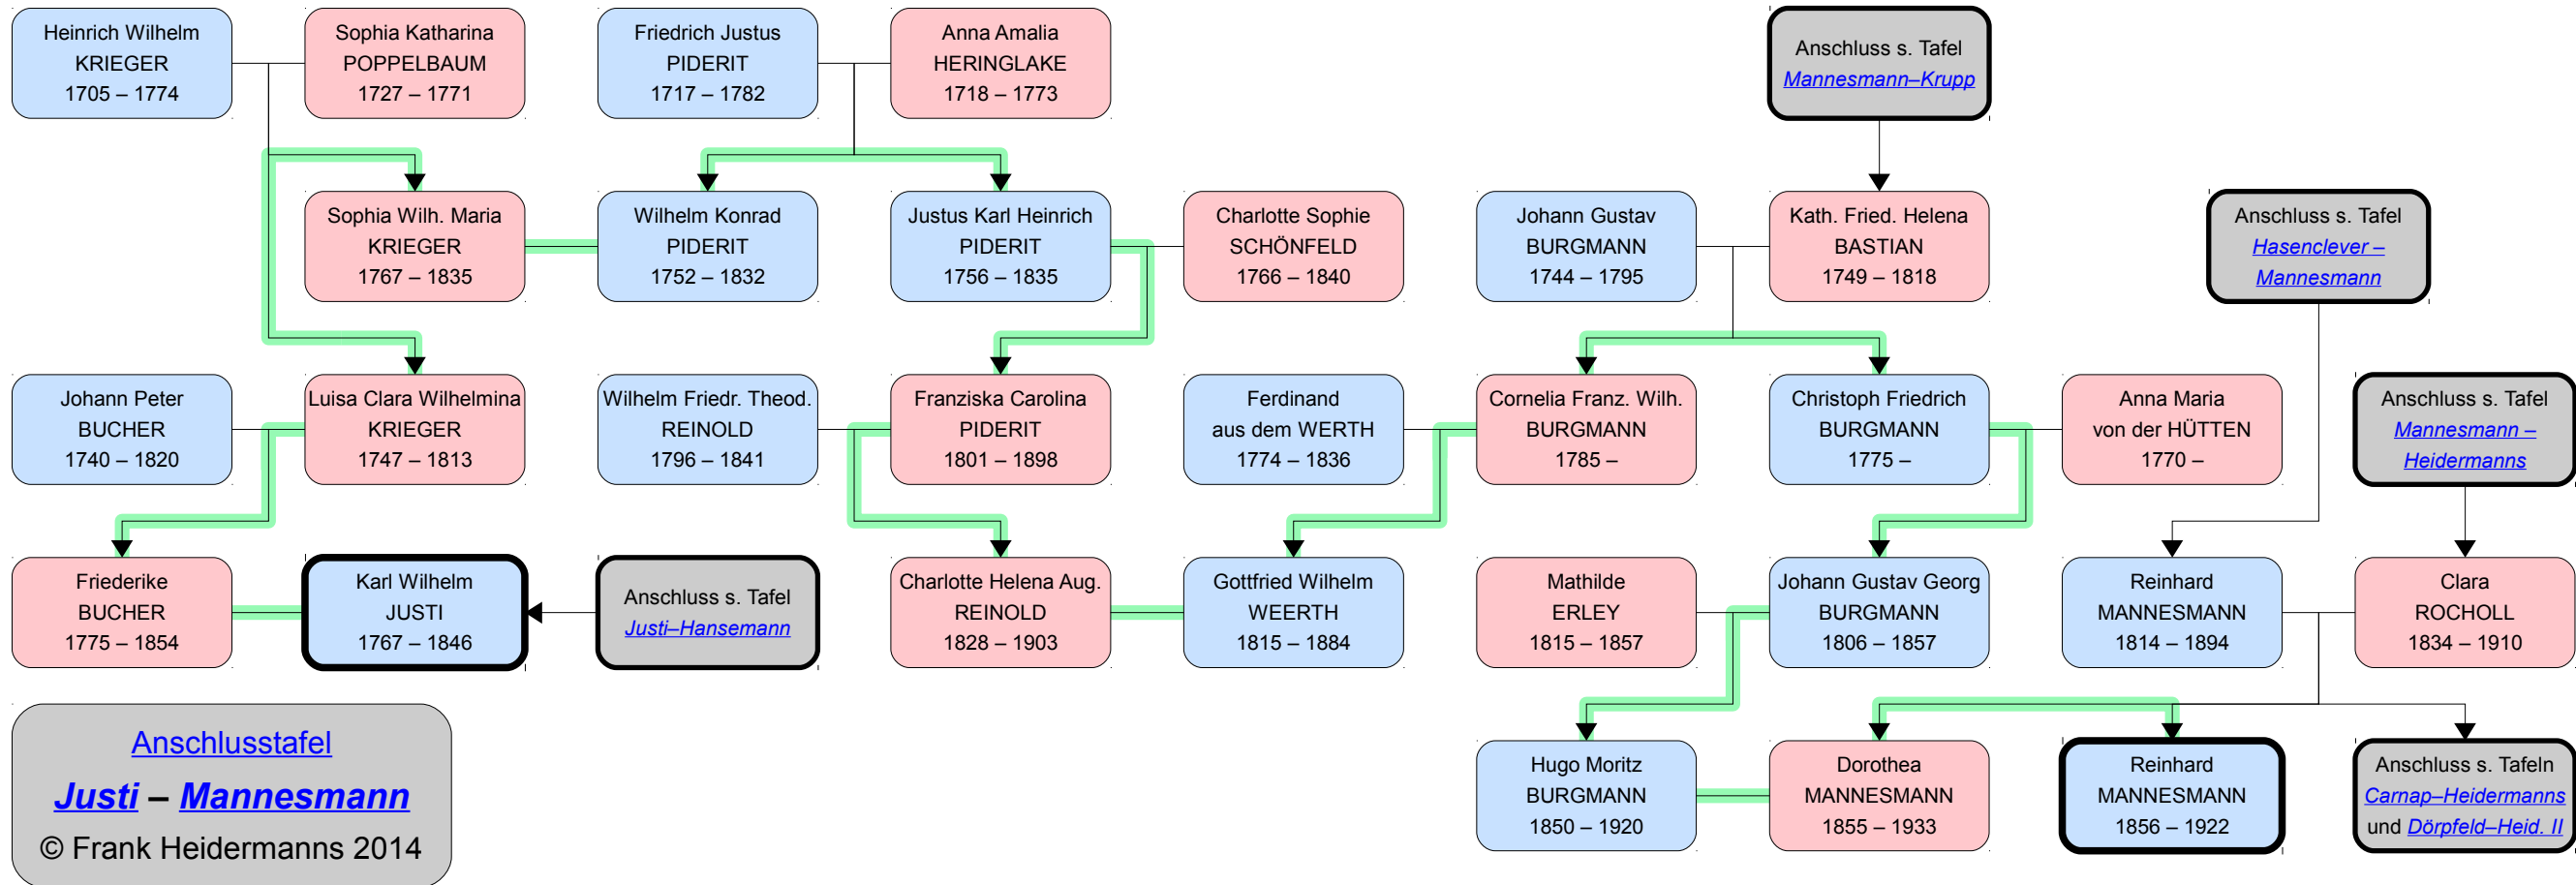 Heinrich Wilhelm
KRIEGER
1705 – 1774
Sophia Katharina
POPPELBAUM
1727 – 1771
Friedrich Justus
PIDERIT
1717 – 1782
Anna Amalia
HERINGLAKE
1718 – 1773
Anschluss s. Tafel
Mannesmann–Krupp
Sophia Wilh. Maria
KRIEGER
1767 – 1835
Wilhelm Konrad
PIDERIT
1752 – 1832
Justus Karl Heinrich
PIDERIT
1756 – 1835
Charlotte Sophie
SCHÖNFELD
1766 – 1840
Johann Gustav
BURGMANN
1744 – 1795
Kath. Fried. Helena
BASTIAN
1749 – 1818
Anschluss s. Tafel
Hasenclever –
Mannesmann
Johann Peter
BUCHER
1740 – 1820
Luisa Clara Wilhelmina
KRIEGER
1747 – 1813
Wilhelm Friedr. Theod.
REINOLD
1796 – 1841
Franziska Carolina
PIDERIT
1801 – 1898
Ferdinand
aus dem WERTH
1774 – 1836
Cornelia Franz. Wilh.
BURGMANN
1785 –
Christoph Friedrich
BURGMANN
1775 –
Anna Maria
von der HÜTTEN
1770 –
Anschluss s. Tafel
Mannesmann –
Heidermanns
Friederike
BUCHER
1775 – 1854
Karl Wilhelm
JUSTI
1767 – 1846
Anschluss s. Tafel
Justi–Hansemann
Charlotte Helena Aug.
REINOLD
1828 – 1903
Gottfried Wilhelm
WEERTH
1815 – 1884
Mathilde
ERLEY
1815 – 1857
Johann Gustav Georg
BURGMANN
1806 – 1857
Reinhard
MANNESMANN
1814 – 1894
Clara
ROCHOLL
1834 – 1910
Anschlusstafel
Justi – Mannesmann
© Frank Heidermanns 2014
Hugo Moritz
BURGMANN
1850 – 1920
Dorothea
MANNESMANN
1855 – 1933
Reinhard
MANNESMANN
1856 – 1922
Anschluss s. Tafeln
Carnap–Heidermanns
und Dörpfeld–Heid. II